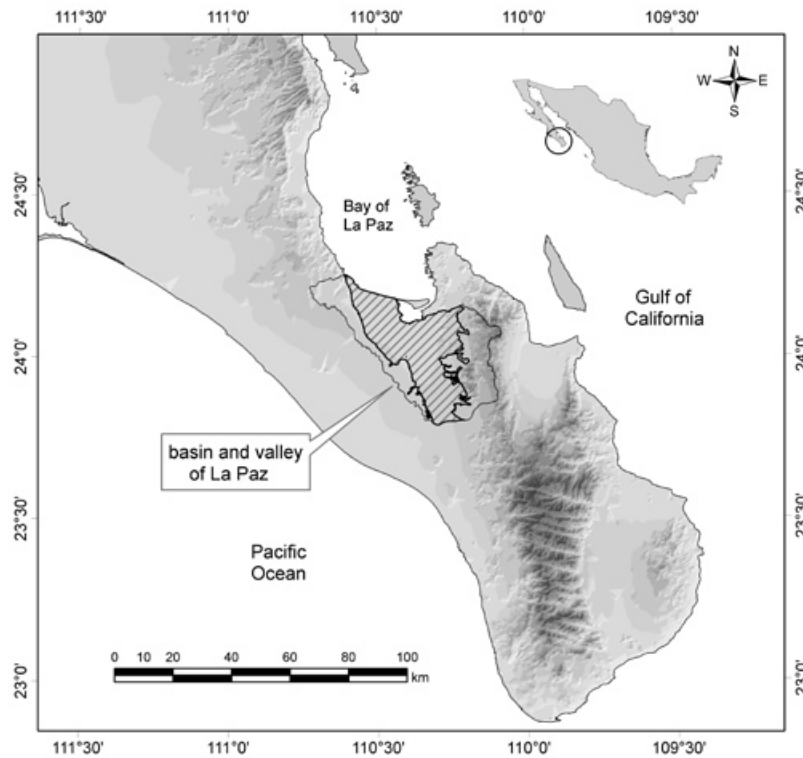 111°30' 111°0' 110°30' 110°0' 109°30'
N
W E
S
24°30' 24°30'
Bay of
La Paz
Gulf of
California
24°0' 24°0'
basin and valley
of La Paz
23°30' 23°30'
Pacific
Ocean
0 10 20 40 60 80 100
km
23°0' 23°0'
111°30' 111°0' 110°30' 110°0' 109°30'